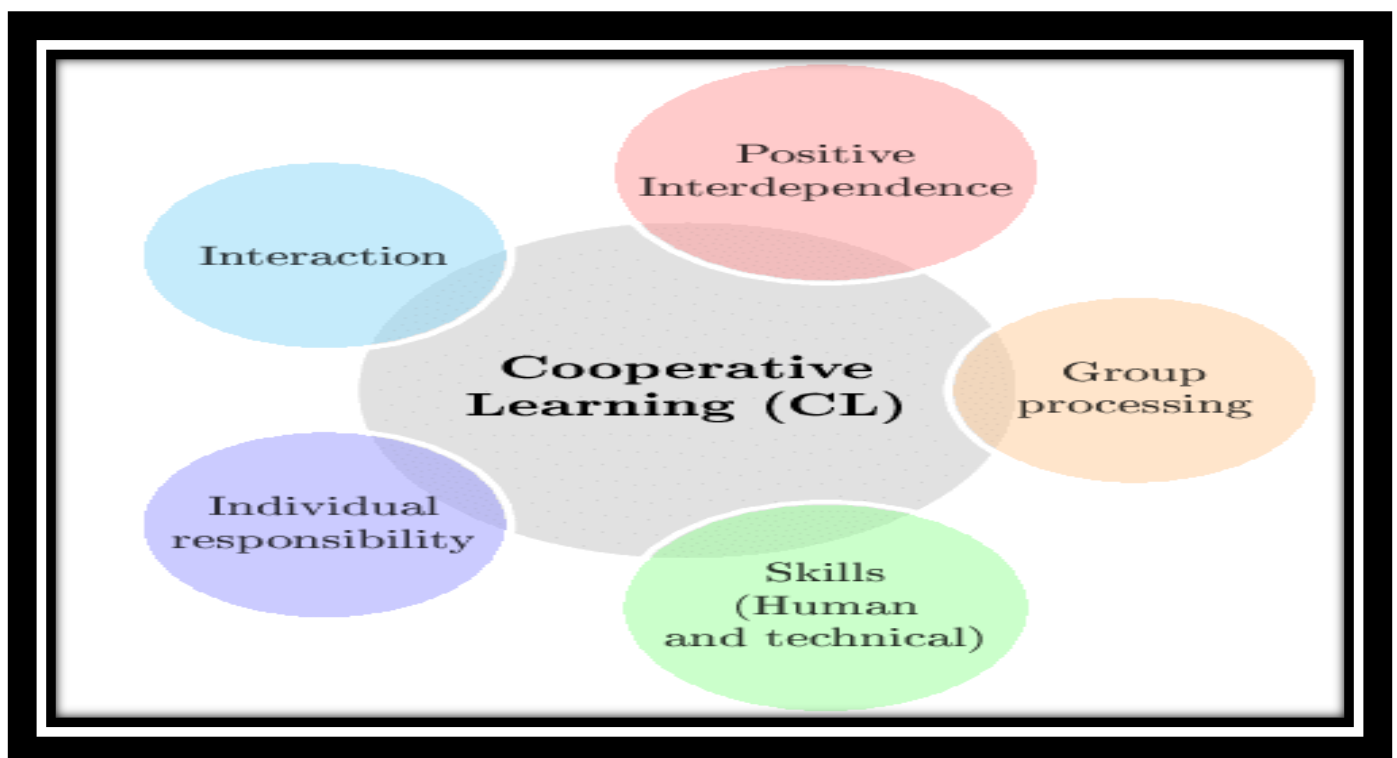 Positive
Interdependence
Interaction
Cooperative
Learning (CL)
Group
processing
Individual
responsibility
Skills
(Human
and technical)